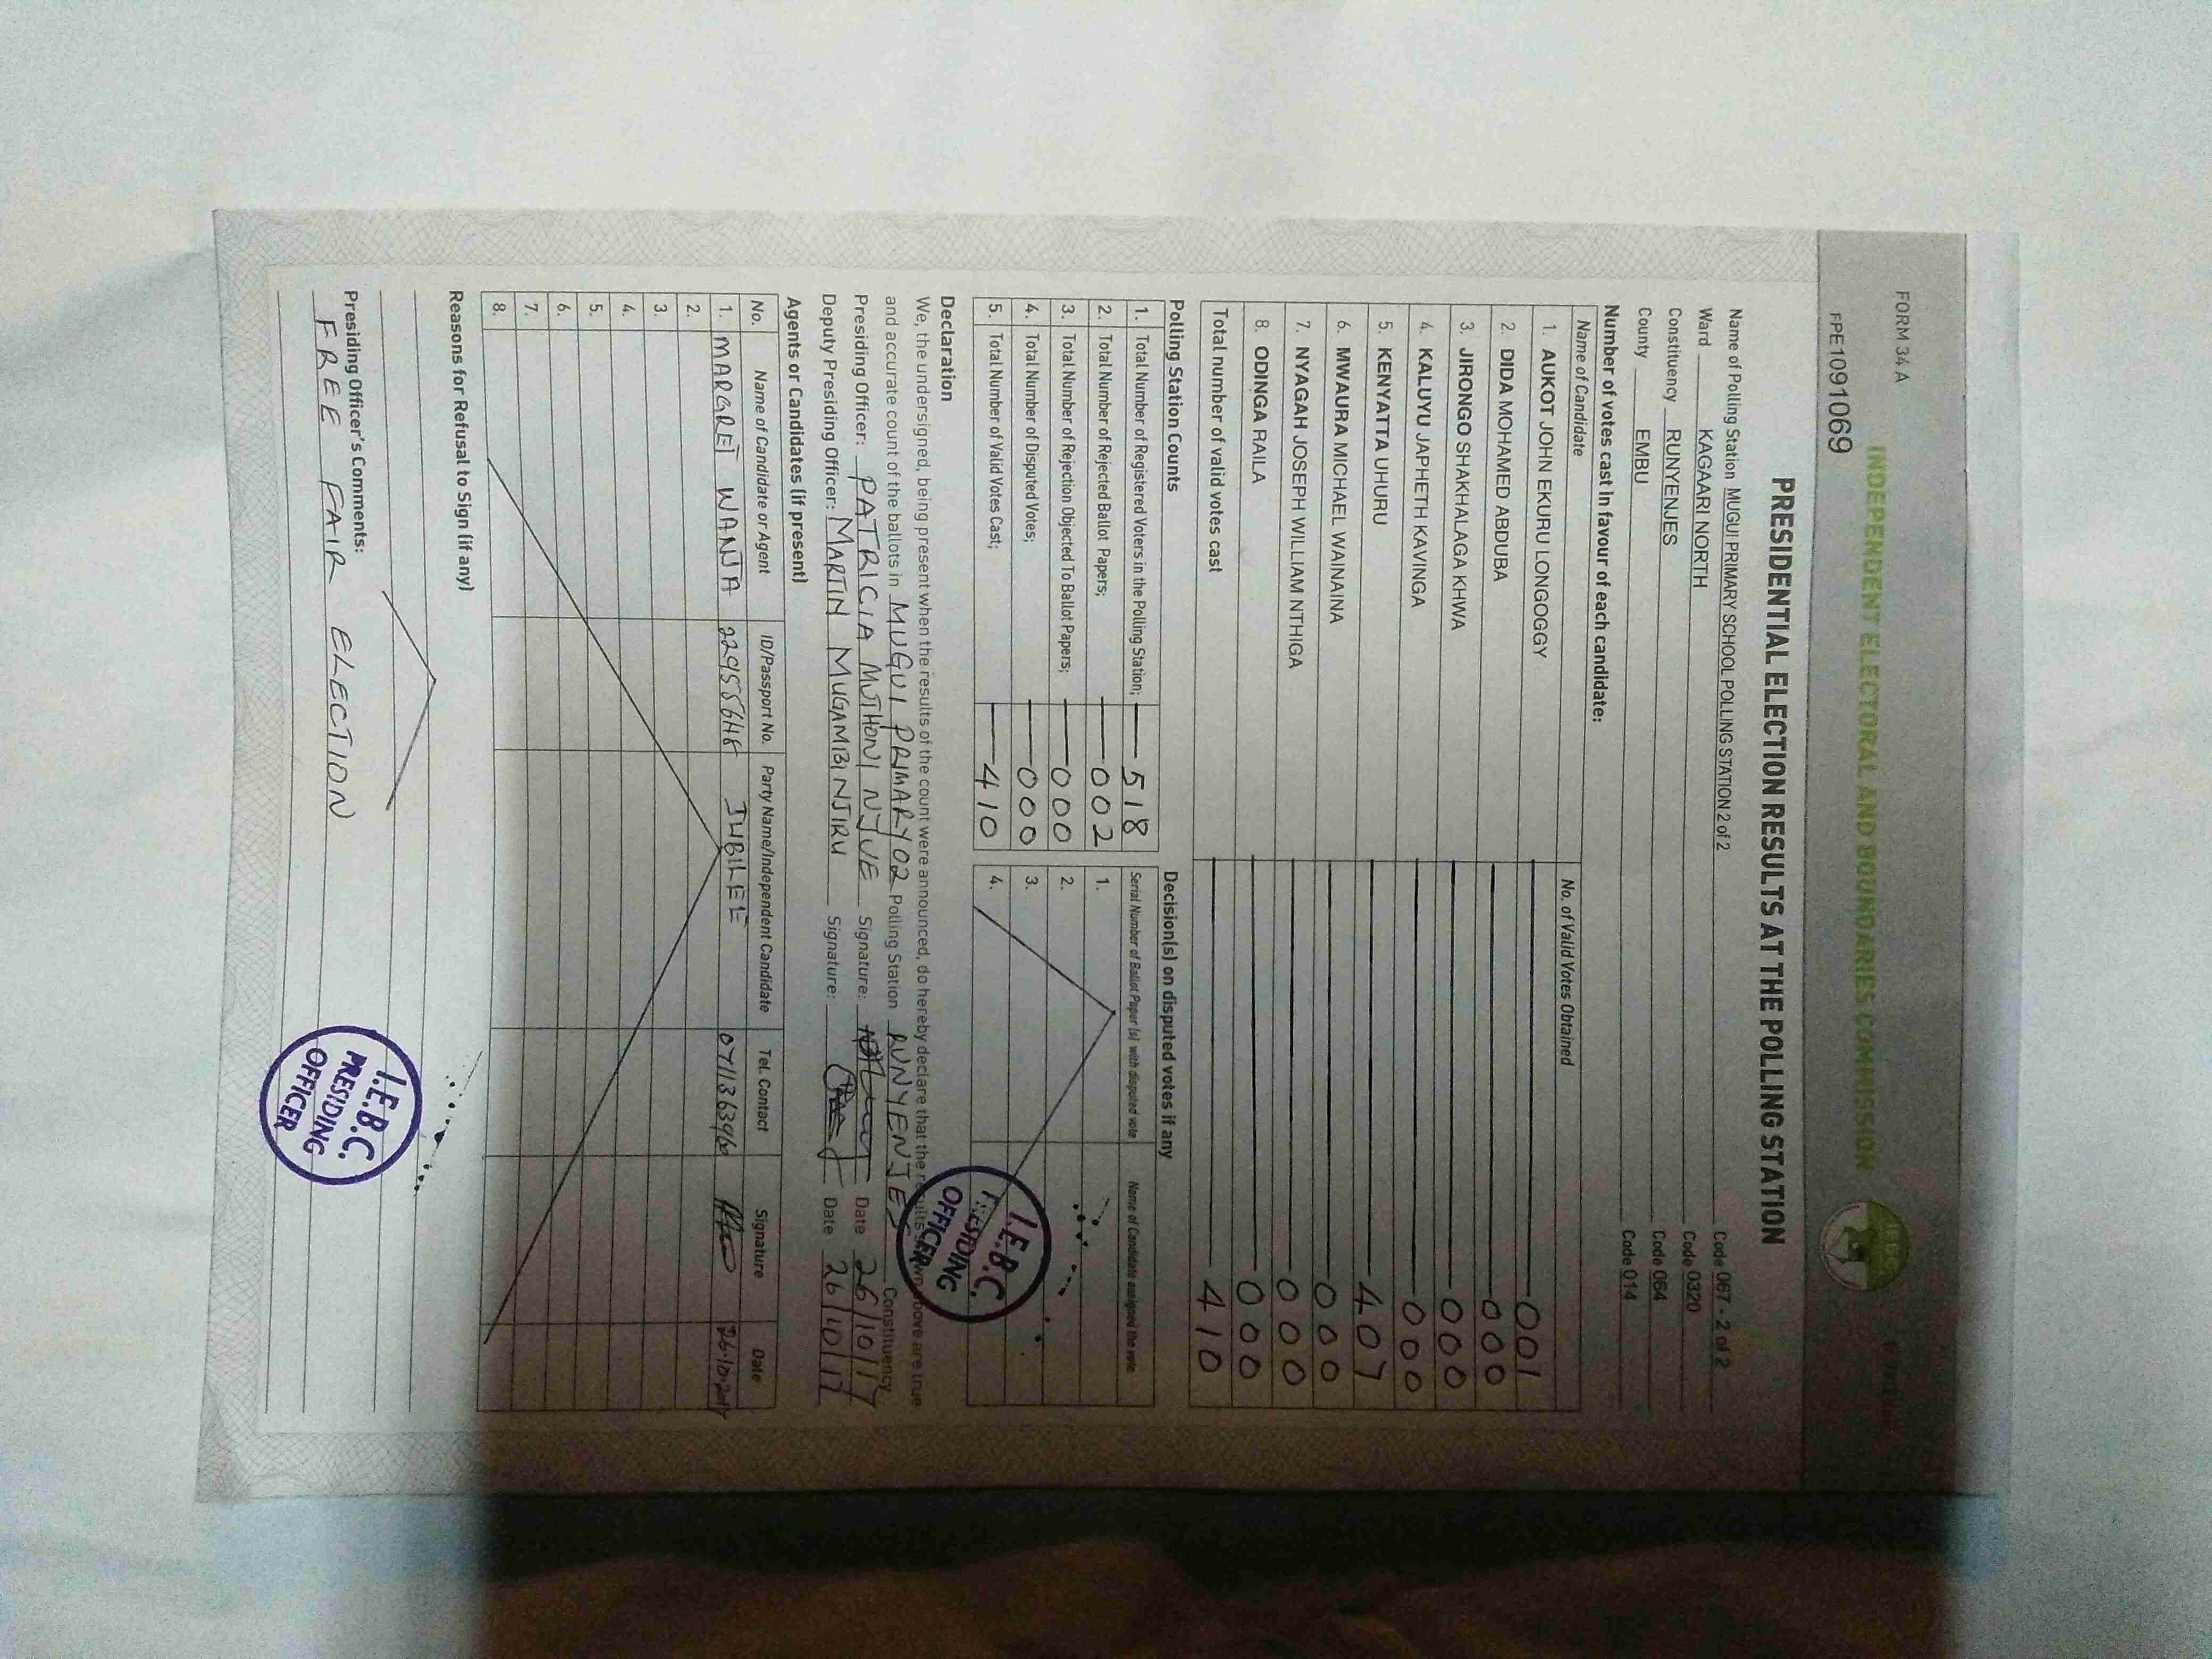 FORM 34 A
INDEPENDENT ELECTORAL AND BOUNDARIES COMMISSION
FPE1091069
PRESIDENTIAL ELECTION RESULTS AT THE POLLING STATION
Name of Polling Station MUGUI PRIMARY SCHOOL POLLING STATION 2 of 2 Code 067 - 2 of 2
Ward KAGAARI NORTH Code 0320
Constituency RUNYENJES Code 064
County EMBU Code 014
Number of votes cast in favour of each candidate:
Name of Candidate No. of Valid Votes Obtained
1. AUKOT JOHN EKURU LONGOGGY 001
2. DIDA MOHAMED ABDUBA 000
3. JIRONGO SHAKHALAGA KHWA 000
4. KALUYU JAPHETH KAVINGA 000
5. KENYATTA UHURU 407
6. MWAURA MICHAEL WAINAINA 000
7. NYAGAH JOSEPH WILLIAM NTHIGA 000
8. ODINGA RAILA 000
Total number of valid votes cast 410
Polling Station Counts
1. Total Number of Registered Voters in the Polling Station; 518
2. Total Number of Rejected Ballot Papers; 002
3. Total Number of Rejection Objected To Ballot Papers; 000
4. Total Number of Disputed Votes; 000
5. Total Number of Valid Votes Cast; 410
Decision(s) on disputed votes if any
Serial Number of Ballot Paper (s) with disputed vote Name of Candidate assigned the vote
1.
2.
3.
4.
I.E.B.C.
PRESIDING
OFFICER
Declaration
We, the undersigned, being present when the results of the count were announced, do hereby declare that the results shown above are true
and accurate count of the ballots in MUGUI PRIMARY 02 Polling Station RUNYENJES Constituency
Presiding Officer: PATRICIA MUTHONI NJUE Signature: Date 26/10/17
Deputy Presiding Officer: MARTIN MUGAMBI NJIRU Signature: Date 26/10/17
Agents or Candidates (if present)
No. Name of Candidate or Agent ID/Passport No. Party Name/Independent Candidate Tel. Contact Signature Date
1. MARGRET WANJA JUBILEE 26.10.2017
2.
3
4.
5.
6.
7.
8.
Reasons for Refusal to Sign (if any)
Presiding Officer's Comments:
FREE FAIR ELECTION
I.E.B.C.
PRESIDING
OFFICER